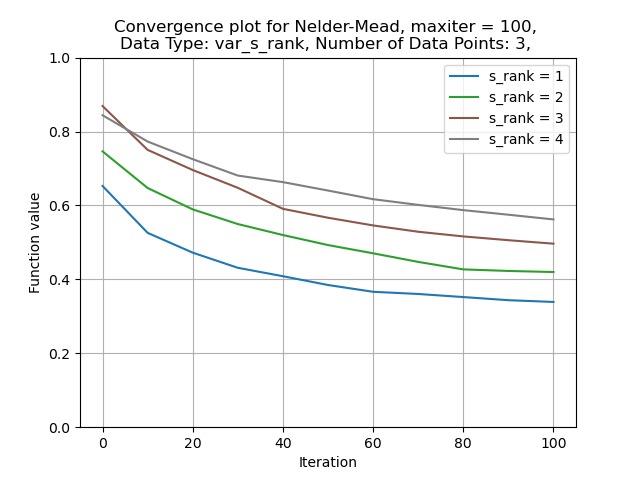 Convergence plot for Nelder-Mead, maxiter = 100,
Data Type: var_s_rank, Number of Data Points: 3,
1.0
0.8
0.6
0.4
0.2
0.0
Function value
s_rank = 1
s_rank = 2
s_rank = 3
s_rank = 4
0 20 40 60 80 100
Iteration